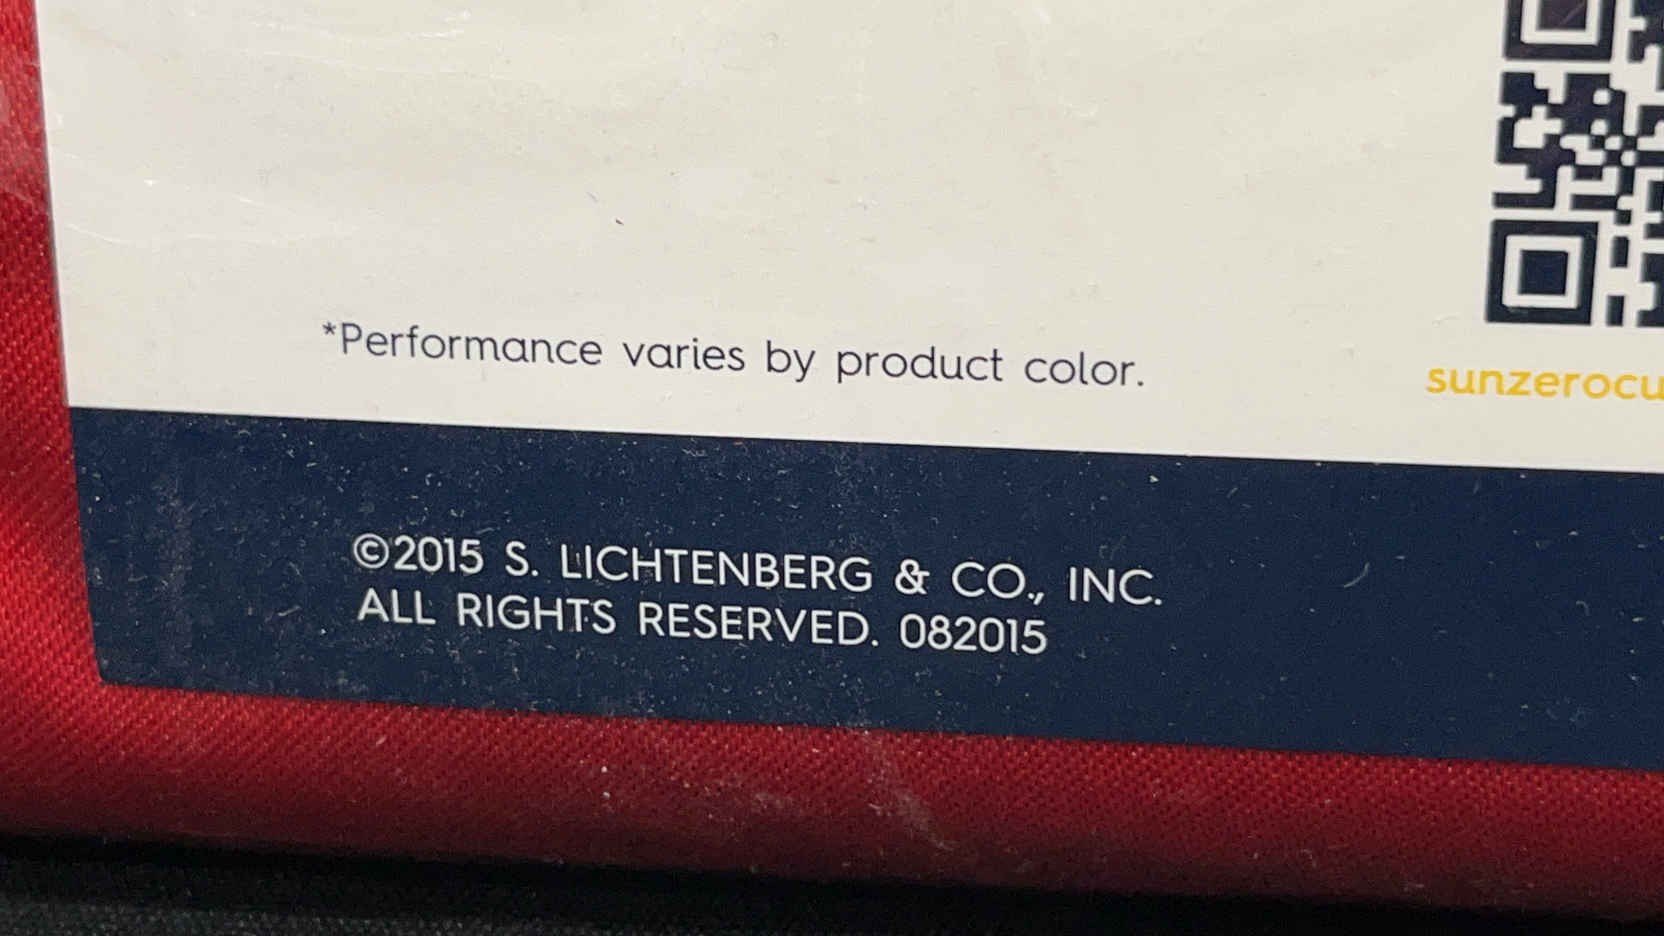 *Performance varies by product color.
sunzerocu
©2015 S. LICHTENBERG & CO., INC.
ALL RIGHTS RESERVED. 082015